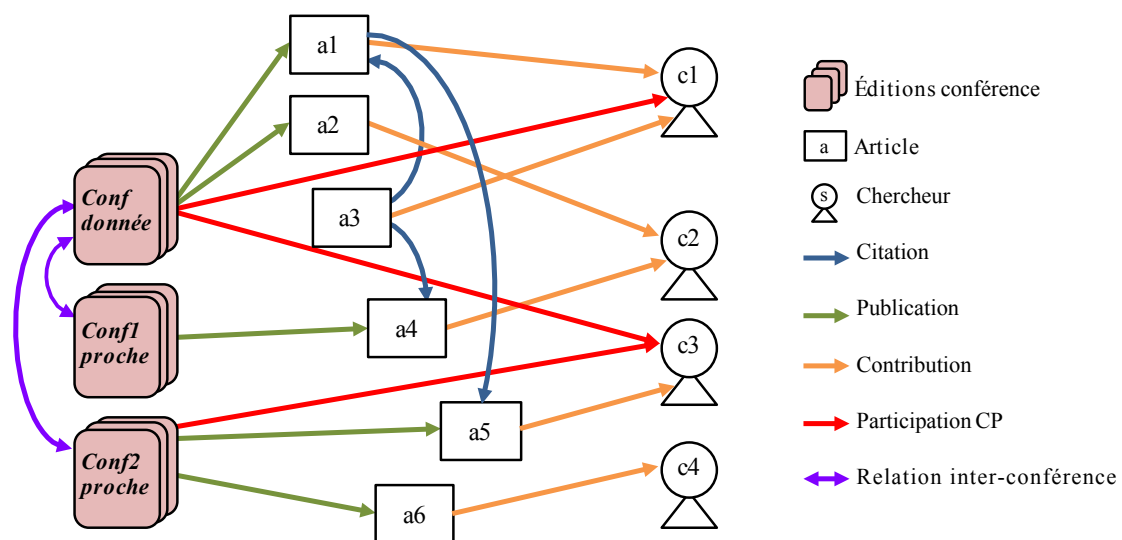 a1
a2
a3
a4
a5
a6
Conf
donnée
Conf1
proche
Conf2
proche
c1
c2
c3
c4
Éditions conférence
a
Article
s
Chercheur
Citation
Publication
Contribution
Participation CP
Relation inter-conférence